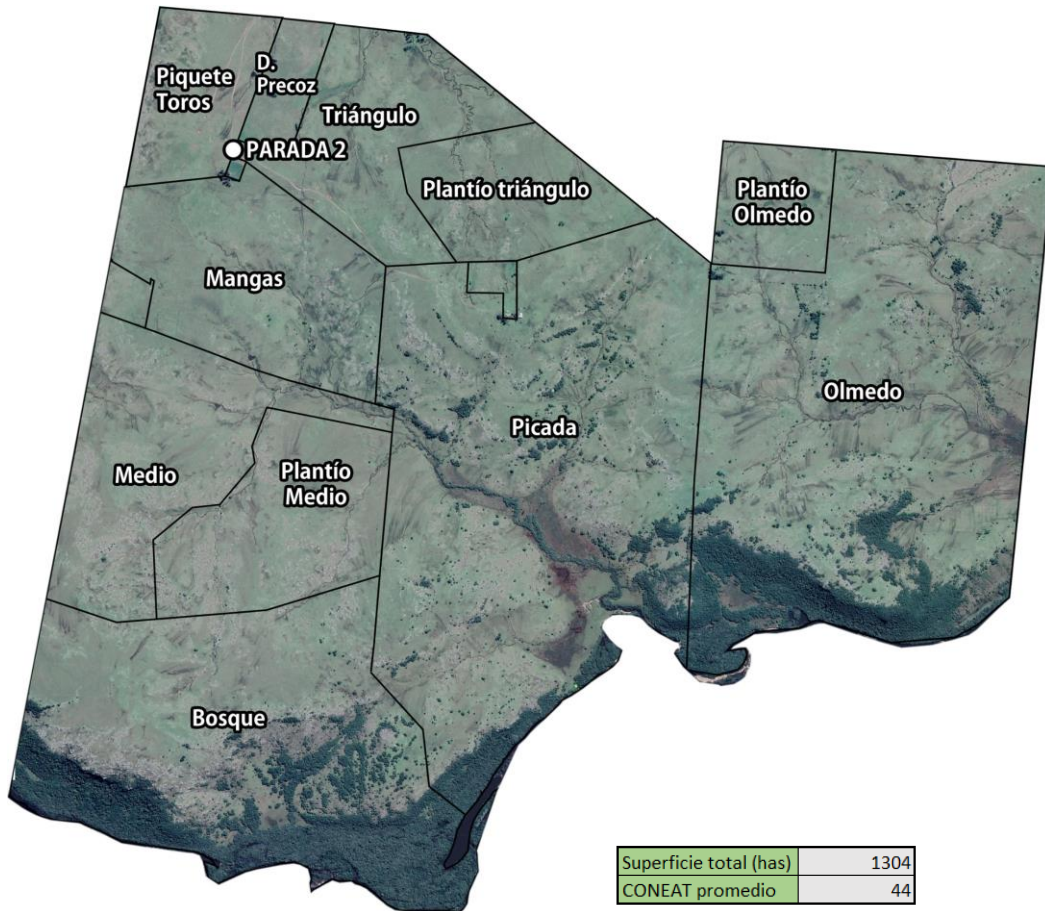 Piquete
Toros
D.
Precoz
Triángulo
PARADA 2
Plantío triángulo
Plantío
Olmedo
Mangas
Olmedo
Picada
Medio
Plantío
Medio
Bosque
Superficie total (has) 1304
CONEAT promedio 44